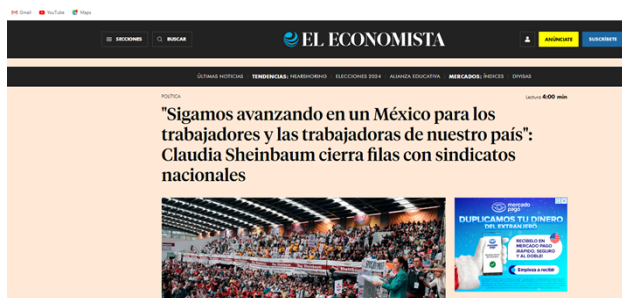 Gmail YouTube Maps
SECCIONES BUSCAR EL ECONOMISTA ANÚNCIATE SUSCRÍBETE
ÚLTIMAS NOTICIAS TENDENCIAS: NEARSHORING ELECCIONES 2024 ALIANZA EDUCATIVA MERCADOS: ÍNDICES DIVISAS
POLÍTICA Lectura 4:00 min
"Sigamos avanzando en un México para los
trabajadores y las trabajadoras de nuestro país":
Claudia Sheinbaum cierra filas con sindicatos
nacionales
mercado
pago
DUPLICAMOS TU DINERO
DEL EXTRANJERO
RECÍBELO EN
MERCADO PAGO
¡RÁPIDO, SEGURO
Y AL DOBLE!
Empieza a recibir